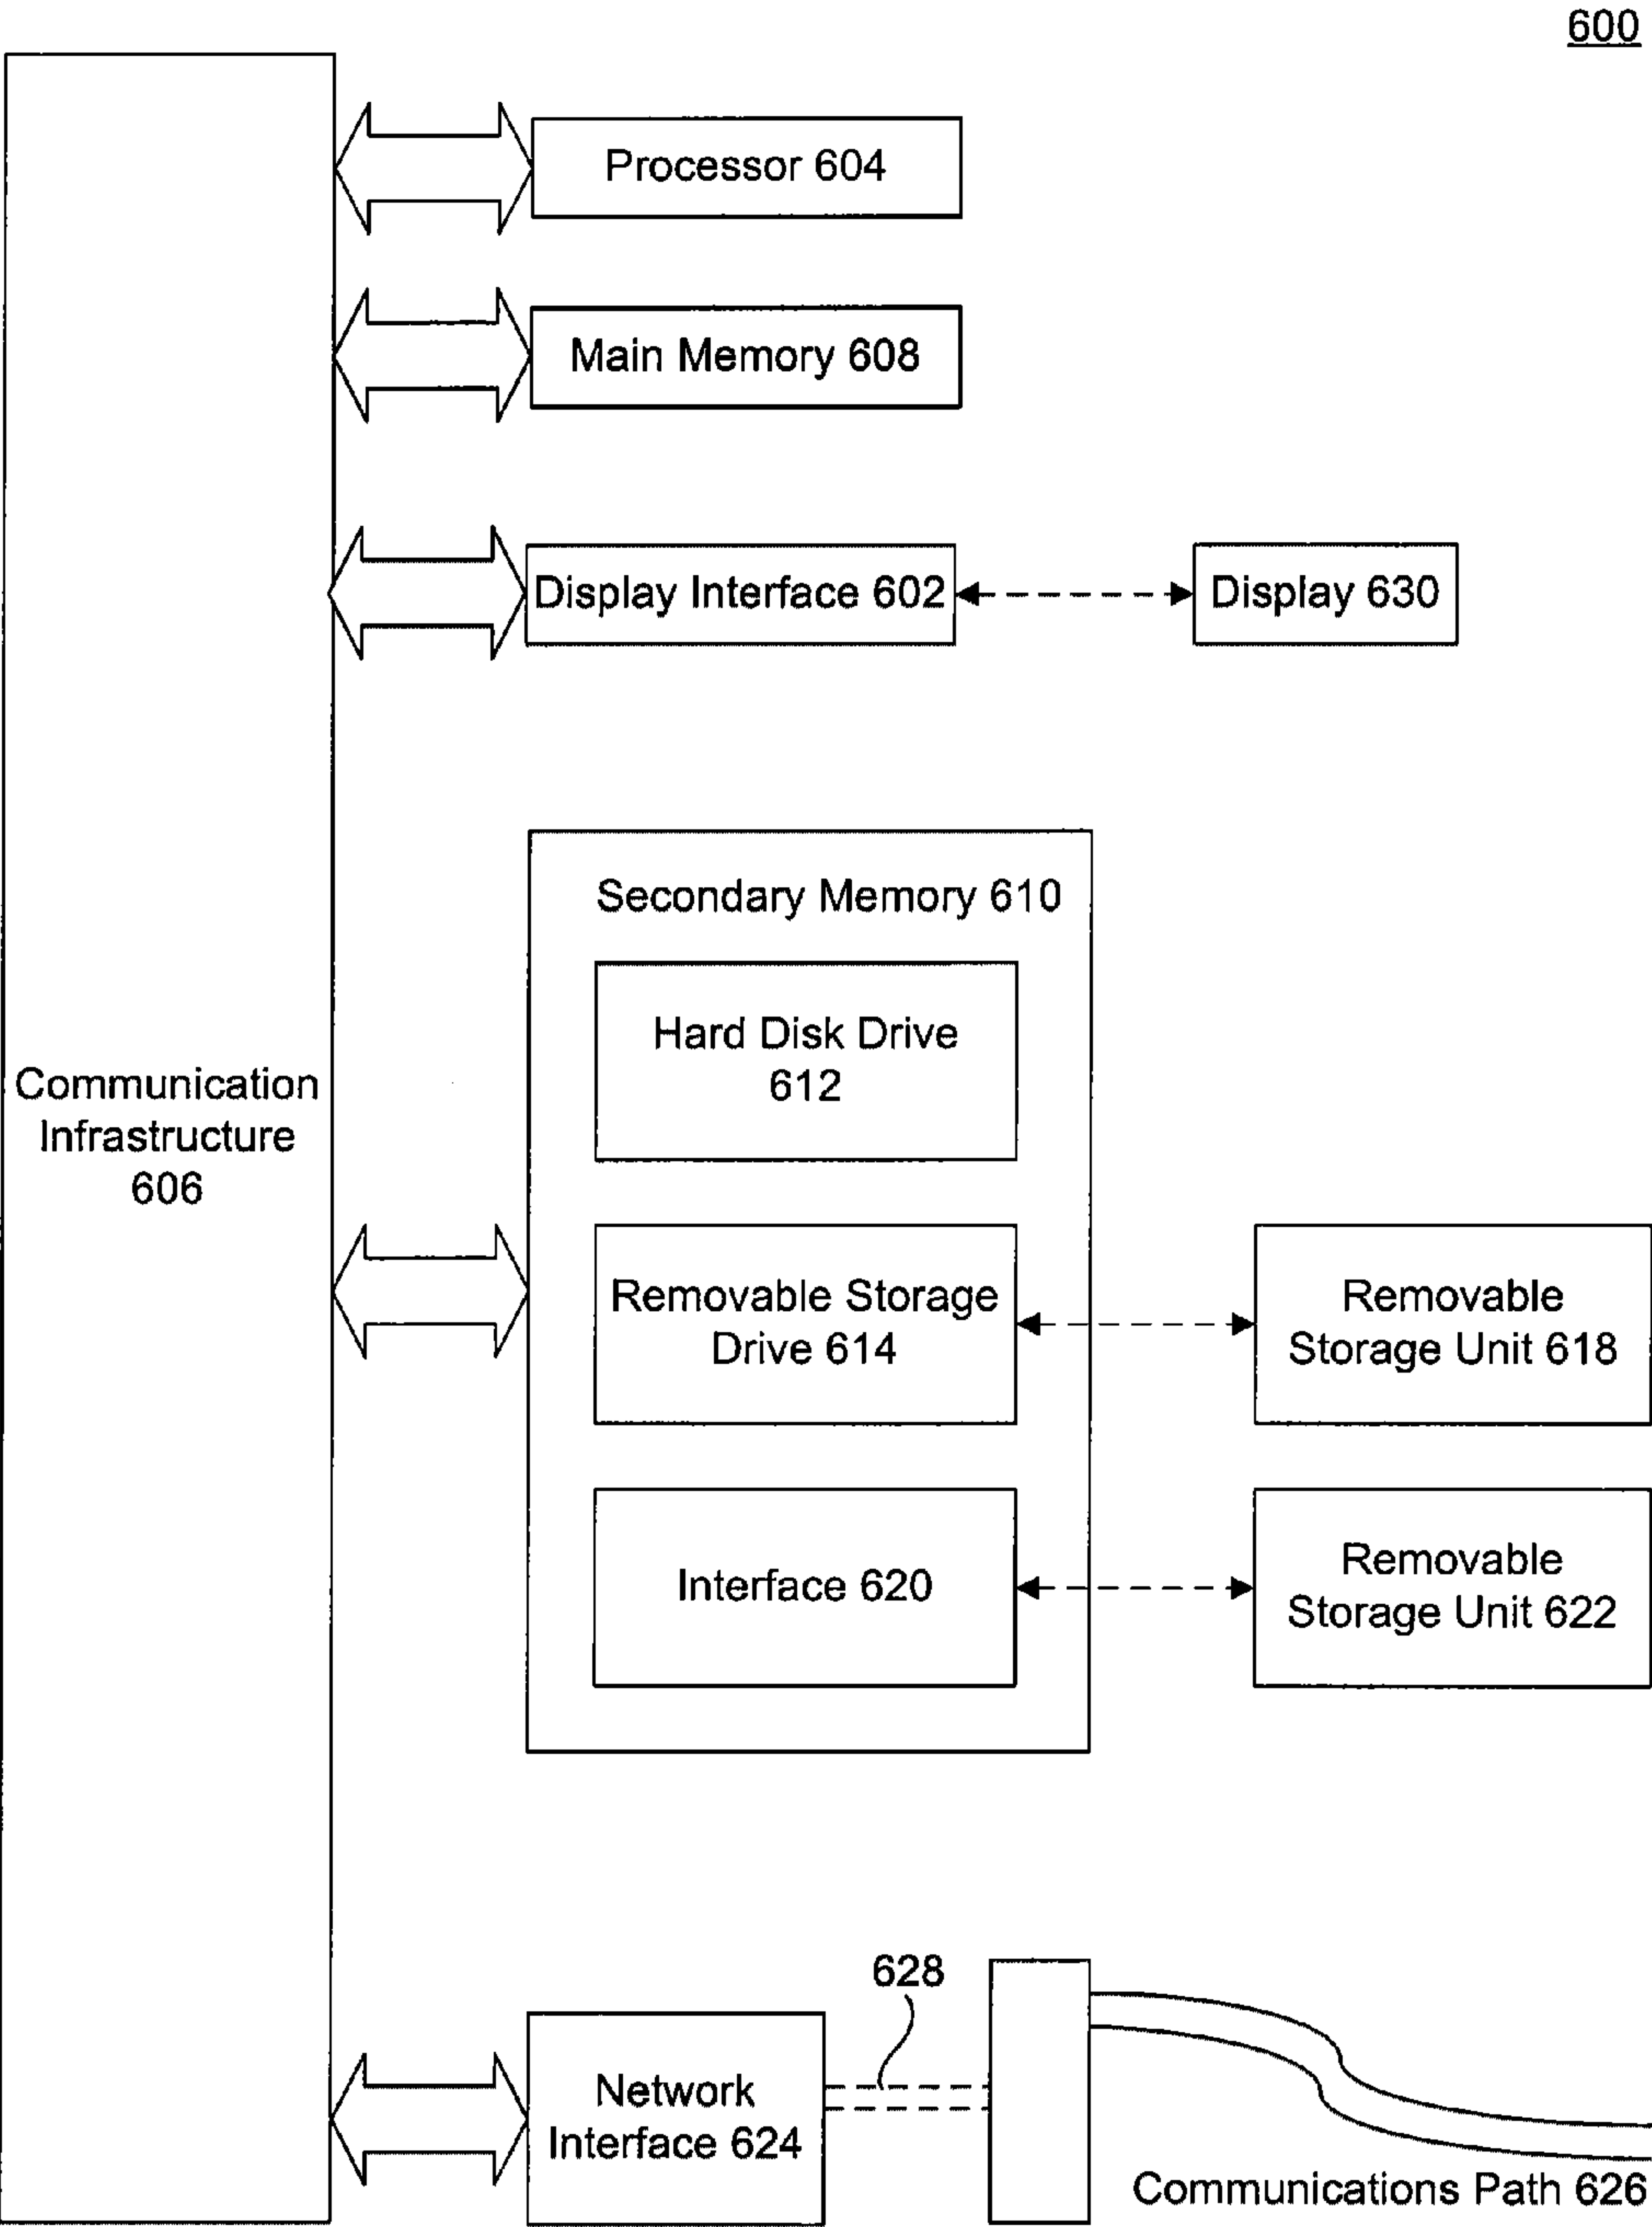 600
Processor 604
Main Memory 608
Display Interface 602
Display 630
Secondary Memory 610
Hard Disk Drive
612
Communication
Infrastructure
606
Removable Storage
Drive 614
Removable
Storage Unit 618
Interface 620
Removable
Storage Unit 622
628
Network
Interface 624
Communications Path 626